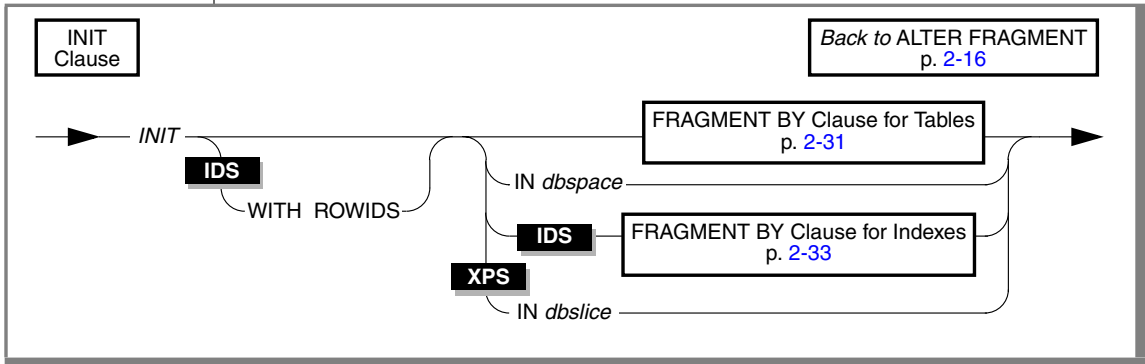 INIT
Clause
Back to ALTER FRAGMENT
p. 2-16
INIT
FRAGMENT BY Clause for Tables
p. 2-31
IDS
IN dbspace
WITH ROWIDS
IDS
FRAGMENT BY Clause for Indexes
p. 2-33
XPS
IN dbslice